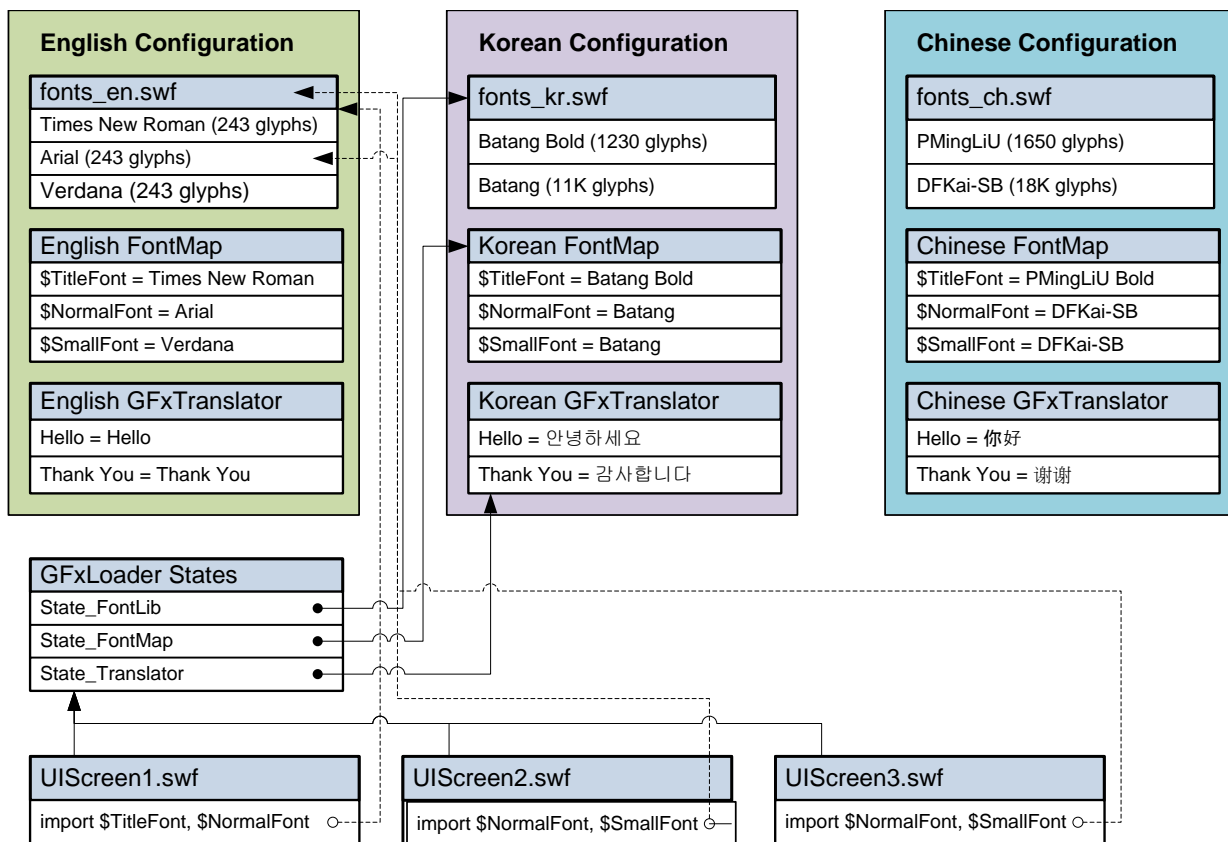 English Configuration
fonts_en.swf
Times New Roman (243 glyphs)
Arial (243 glyphs)
Verdana (243 glyphs)
English FontMap
$TitleFont = Times New Roman
$NormalFont = Arial
$SmallFont = Verdana
English GFxTranslator
Hello = Hello
Thank You = Thank You
Korean Configuration
fonts_kr.swf
Batang Bold (1230 glyphs)
Batang (11K glyphs)
Korean FontMap
$TitleFont = Batang Bold
$NormalFont = Batang
$SmallFont = Batang
Korean GFxTranslator
Hello = 안녕하세요
Thank You = 감사합니다
Chinese Configuration
fonts_ch.swf
PMingLiU (1650 glyphs)
DFKai-SB (18K glyphs)
Chinese FontMap
$TitleFont = PMingLiU Bold
$NormalFont = DFKai-SB
$SmallFont = DFKai-SB
Chinese GFxTranslator
Hello = 你好
Thank You = 谢谢
GFxLoader States
State_FontLib
State_FontMap
State_Translator
UIScreen1.swf
import $TitleFont, $NormalFont
UIScreen2.swf
import $NormalFont, $SmallFont
UIScreen3.swf
import $NormalFont, $SmallFont